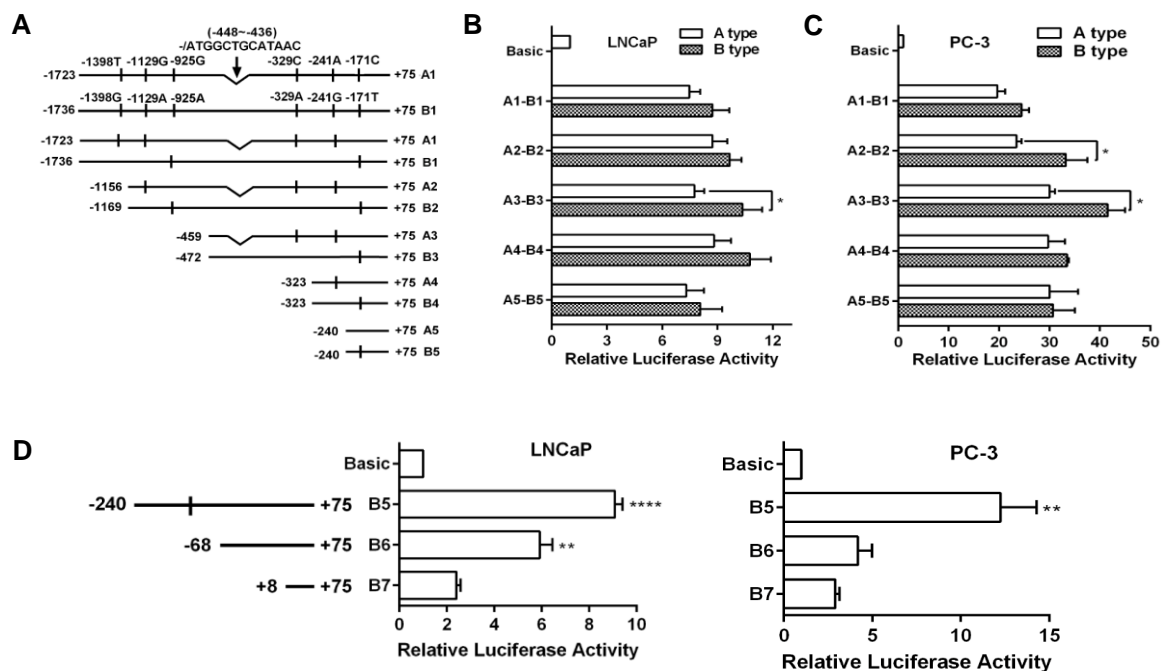 A
(-448~-436)
-/ATGGCTGCATAAC
-1398T -1129G -925G -329C -241A -171C
-1723 +75 A1
-1398G -1129A -925A -329A -241G -171T
-1736 +75 B1
-1723 +75 A1
-1736 +75 B1
-1156 +75 A2
-1169 +75 B2
-459 +75 A3
-472 +75 B3
-323 +75 A4
-323 +75 B4
-240 +75 A5
-240 +75 B5
B
LNCaP
A type
B type
Basic
A1-B1
A2-B2
A3-B3
*
A4-B4
A5-B5
0 3 6 9 12
Relative Luciferase Activity
C
PC-3
A type
B type
Basic
A1-B1
A2-B2
*
A3-B3
*
A4-B4
A5-B5
0 10 20 30 40 50
Relative Luciferase Activity
D
LNCaP
Basic
-240 +75 B5 ****
-68 +75 B6 **
+8 +75 B7
0 2 4 6 8 10
Relative Luciferase Activity
PC-3
Basic
B5 **
B6
B7
0 5 10 15
Relative Luciferase Activity